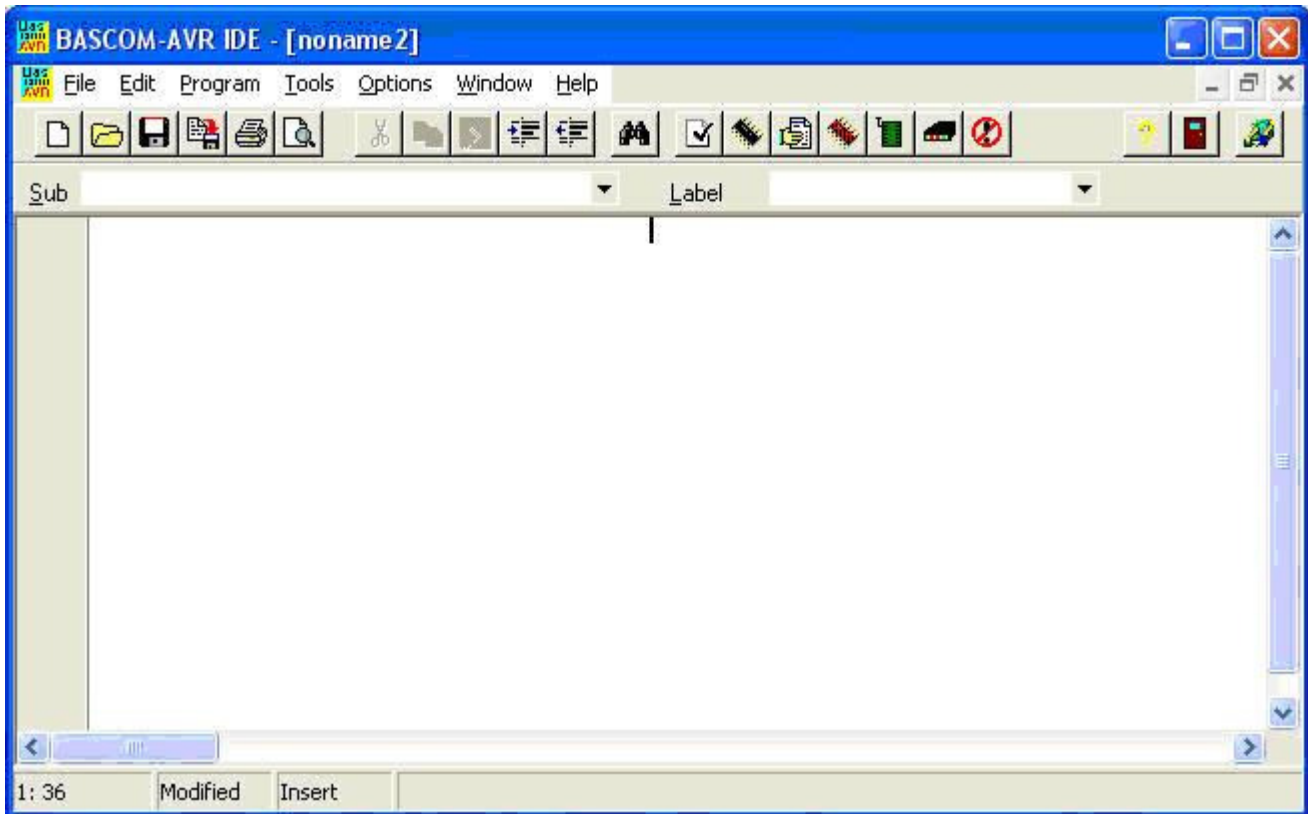 BASCOM-AVR IDE - [noname2]
File Edit Program Tools Options Window Help
Sub Label
1: 36 Modified Insert